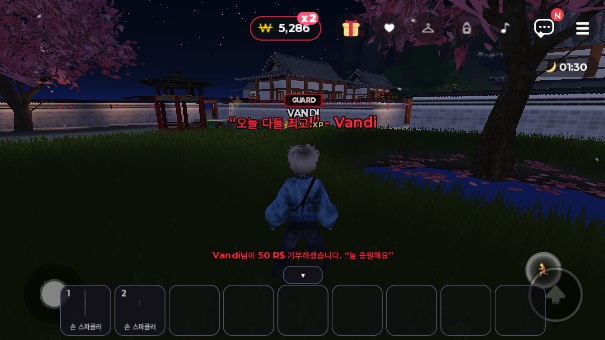 x2
₩ 5,286
N
01:30
GUARD
VANDI
XP
“오늘 다들 최고!” - Vandi
Vandi님이 50 R$ 기부하셨습니다. “늘 응원해요”
1
손 스파클러
2
손 스파클러